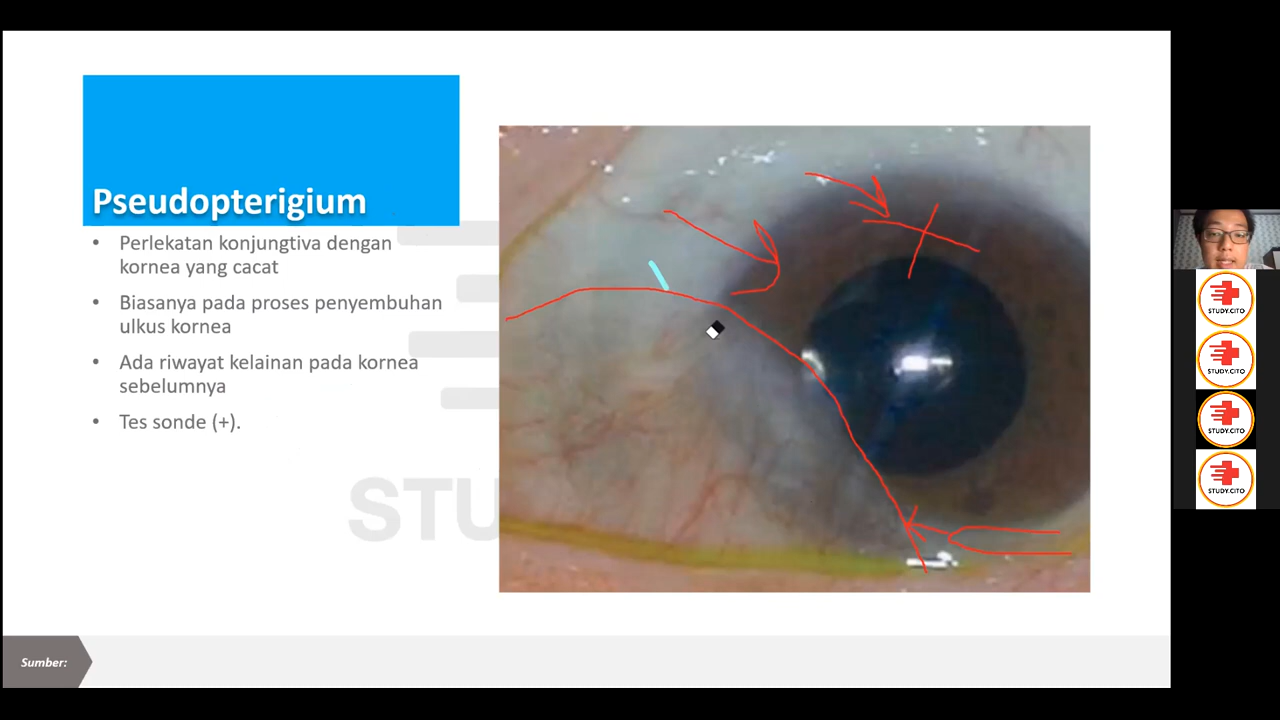 Pseudopterigium
• Perlekatan konjungtiva dengan
kornea yang cacat
• Biasanya pada proses penyembuhan
ulkus kornea
• Ada riwayat kelainan pada kornea
sebelumnya
• Tes sonde (+).
STU
Sumber:
STUDY.CITO
STUDY.CITO
STUDY.CITO
STUDY.CITO